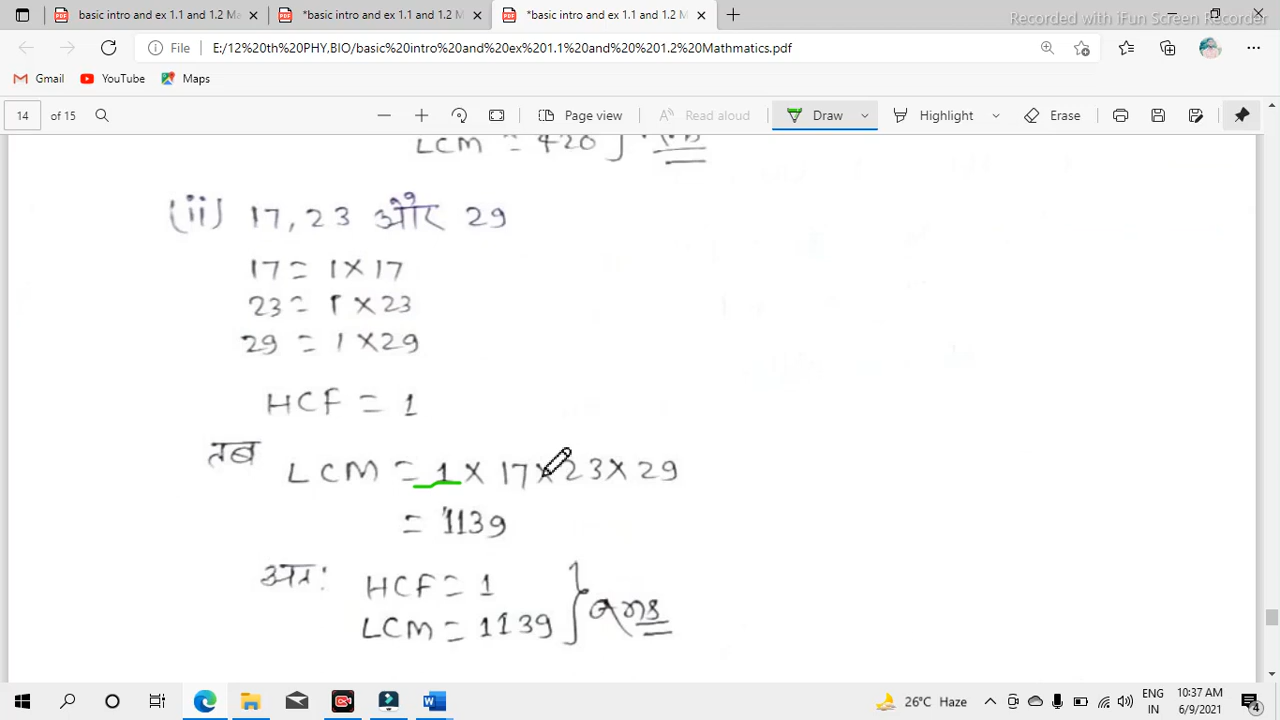 basic intro and ex 1.1 and 1.2 Ma
*basic intro and ex 1.1 and 1.2 M
*basic intro and ex 1.1 and 1.2 M
Recorded with iFun Screen Recorder
File E:/12%20th%20PHY.BIO/basic%20intro%20and%20ex%201.1%20and%20%201.2%20Mathmatics.pdf
Gmail YouTube Maps
14 of 15 Page view Read aloud Draw Highlight Erase
LCM = 420 } Ans
(ii) 17, 23 और 29
17 = 1 × 17
23 = 1 × 23
29 = 1 × 29
HCF = 1
तब LCM = 1 × 17 × 23 × 29
= 1139
अतः HCF = 1
LCM = 1139 } Ans
26°C Haze ENG IN 10:37 AM 6/9/2021 4